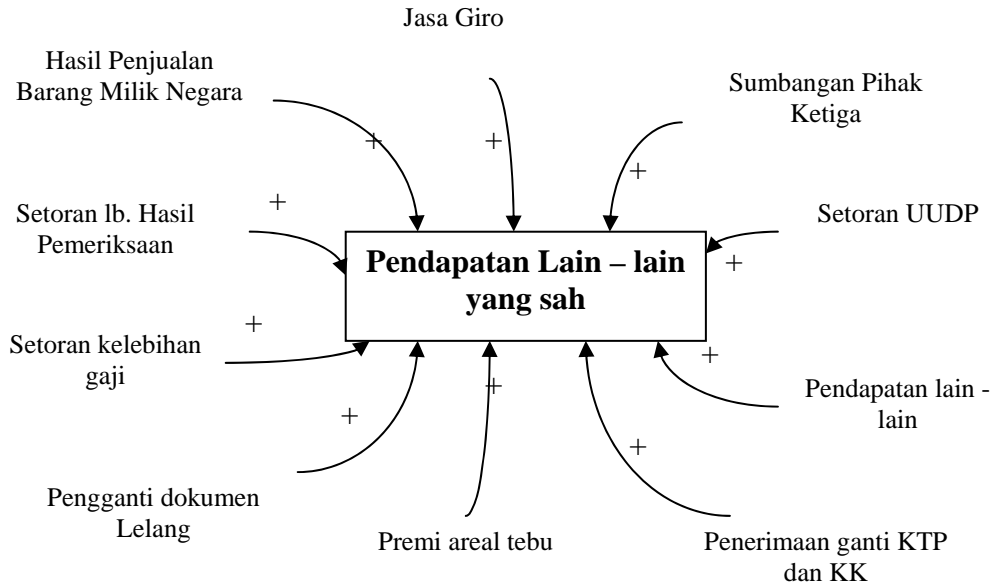 Jasa Giro
Hasil Penjualan
Barang Milik Negara
Sumbangan Pihak
Ketiga
+
+
+
Setoran lb. Hasil
Pemeriksaan
+
Setoran UUDP
+
Pendapatan Lain – lain
yang sah
Setoran kelebihan
gaji
+
+
Pendapatan lain -
lain
+
+
+
Pengganti dokumen
Lelang
Premi areal tebu
Penerimaan ganti KTP
dan KK